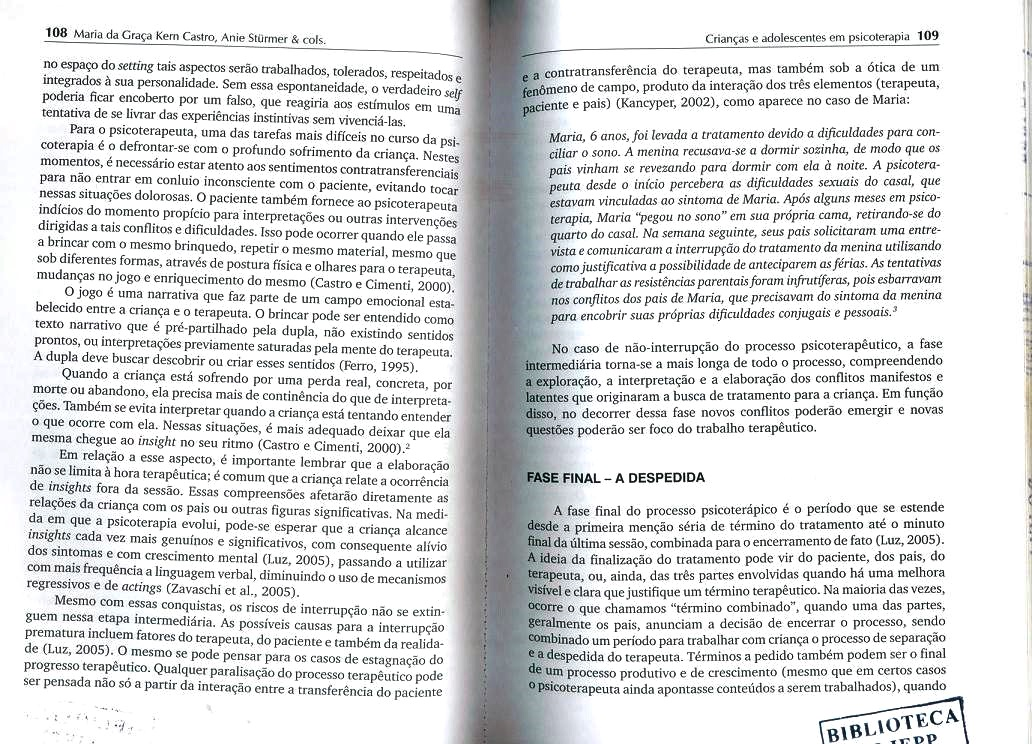 108 Maria da Graça Kern Castro, Anie Stürmer & cols.
no espaço do setting tais aspectos serão trabalhados, tolerados, respeitados e
integrados à sua personalidade. Sem essa espontaneidade, o verdadeiro self
poderia ficar encoberto por um falso, que reagiria aos estímulos em uma
tentativa de se livrar das experiências instintivas sem vivenciá-las.
Para o psicoterapeuta, uma das tarefas mais difíceis no curso da psi-
coterapia é o defrontar-se com o profundo sofrimento da criança. Nestes
momentos, é necessário estar atento aos sentimentos contratransferenciais
para não entrar em conluio inconsciente com o paciente, evitando tocar
nessas situações dolorosas. O paciente também fornece ao psicoterapeuta
indícios do momento propício para interpretações ou outras intervenções
dirigidas a tais conflitos e dificuldades. Isso pode ocorrer quando ele passa
a brincar com o mesmo brinquedo, repetir o mesmo material, mesmo que
sob diferentes formas, através de postura física e olhares para o terapeuta,
mudanças no jogo e enriquecimento do mesmo (Castro e Cimenti, 2000).
O jogo é uma narrativa que faz parte de um campo emocional esta-
belecido entre a criança e o terapeuta. O brincar pode ser entendido como
texto narrativo que é pré-partilhado pela dupla, não existindo sentidos
prontos, ou interpretações previamente saturadas pela mente do terapeuta.
A dupla deve buscar descobrir ou criar esses sentidos (Ferro, 1995).
Quando a criança está sofrendo por uma perda real, concreta, por
morte ou abandono, ela precisa mais de continência do que de interpreta-
ções. Também se evita interpretar quando a criança está tentando entender
o que ocorre com ela. Nessas situações, é mais adequado deixar que ela
mesma chegue ao insight no seu ritmo (Castro e Cimenti, 2000).²
Em relação a esse aspecto, é importante lembrar que a elaboração
não se limita à hora terapêutica; é comum que a criança relate a ocorrência
de insights fora da sessão. Essas compreensões afetarão diretamente as
relações da criança com os pais ou outras figuras significativas. Na medi-
da em que a psicoterapia evolui, pode-se esperar que a criança alcance
insights cada vez mais genuínos e significativos, com consequente alívio
dos sintomas e com crescimento mental (Luz, 2005), passando a utilizar
com mais frequência a linguagem verbal, diminuindo o uso de mecanismos
regressivos e de actings (Zavaschi et al., 2005).
Mesmo com essas conquistas, os riscos de interrupção não se extin-
guem nessa etapa intermediária. As possíveis causas para a interrupção
prematura incluem fatores do terapeuta, do paciente e também da realida-
de (Luz, 2005). O mesmo se pode pensar para os casos de estagnação do
progresso terapêutico. Qualquer paralisação do processo terapêutico pode
ser pensada não só a partir da interação entre a transferência do paciente
Crianças e adolescentes em psicoterapia 109
e a contratransferência do terapeuta, mas também sob a ótica de um
fenômeno de campo, produto da interação dos três elementos (terapeuta,
paciente e pais) (Kancyper, 2002), como aparece no caso de Maria:
Maria, 6 anos, foi levada a tratamento devido a dificuldades para con-
ciliar o sono. A menina recusava-se a dormir sozinha, de modo que os
pais vinham se revezando para dormir com ela à noite. A psicotera-
peuta desde o início percebera as dificuldades sexuais do casal, que
estavam vinculadas ao sintoma de Maria. Após alguns meses em psico-
terapia, Maria “pegou no sono” em sua própria cama, retirando-se do
quarto do casal. Na semana seguinte, seus pais solicitaram uma entre-
vista e comunicaram a interrupção do tratamento da menina utilizando
como justificativa a possibilidade de anteciparem as férias. As tentativas
de trabalhar as resistências parentais foram infrutíferas, pois esbarravam
nos conflitos dos pais de Maria, que precisavam do sintoma da menina
para encobrir suas próprias dificuldades conjugais e pessoais.³
No caso de não-interrupção do processo psicoterapêutico, a fase
intermediária torna-se a mais longa de todo o processo, compreendendo
a exploração, a interpretação e a elaboração dos conflitos manifestos e
latentes que originaram a busca de tratamento para a criança. Em função
disso, no decorrer dessa fase novos conflitos poderão emergir e novas
questões poderão ser foco do trabalho terapêutico.
FASE FINAL – A DESPEDIDA
A fase final do processo psicoterápico é o período que se estende
desde a primeira menção séria de término do tratamento até o minuto
final da última sessão, combinada para o encerramento de fato (Luz, 2005).
A ideia da finalização do tratamento pode vir do paciente, dos pais, do
terapeuta, ou, ainda, das três partes envolvidas quando há uma melhora
visível e clara que justifique um término terapêutico. Na maioria das vezes,
ocorre o que chamamos “término combinado”, quando uma das partes,
geralmente os pais, anunciam a decisão de encerrar o processo, sendo
combinado um período para trabalhar com criança o processo de separação
e a despedida do terapeuta. Términos a pedido também podem ser o final
de um processo produtivo e de crescimento (mesmo que em certos casos
o psicoterapeuta ainda apontasse conteúdos a serem trabalhados), quando
BIBLIOTECA